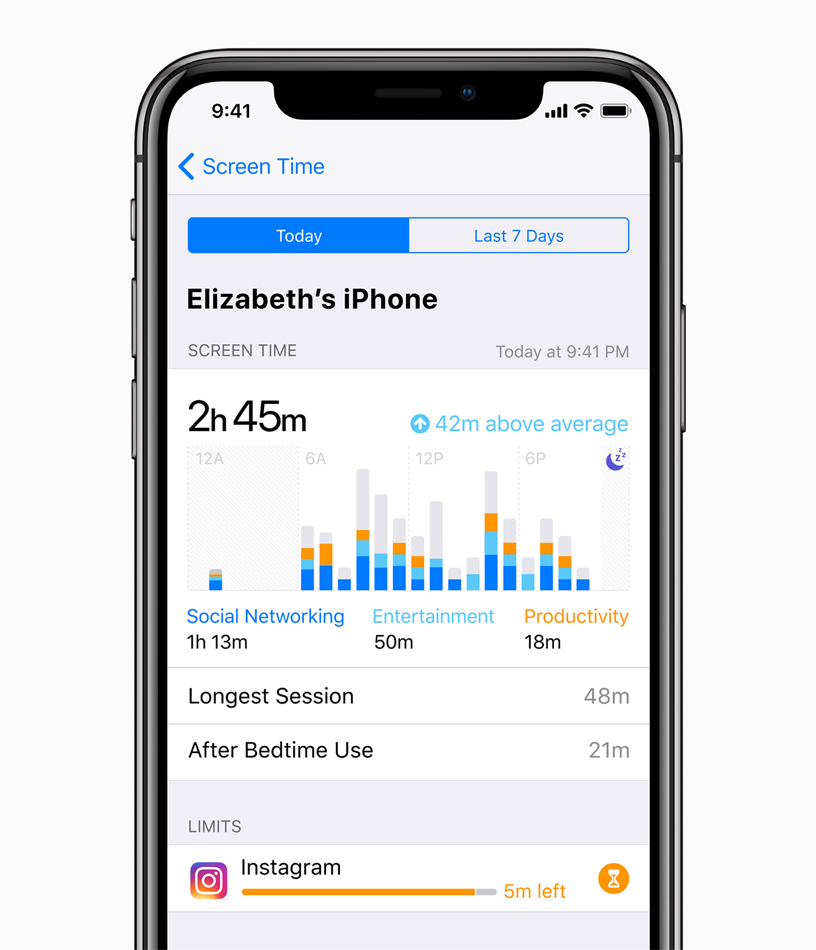 9:41
Screen Time
Today Last 7 Days
Elizabeth’s iPhone
SCREEN TIME Today at 9:41 PM
2h 45m 42m above average
12A 6A 12P 6P zzz
Social Networking Entertainment Productivity
1h 13m 50m 18m
Longest Session 48m
After Bedtime Use 21m
LIMITS
Instagram
5m left